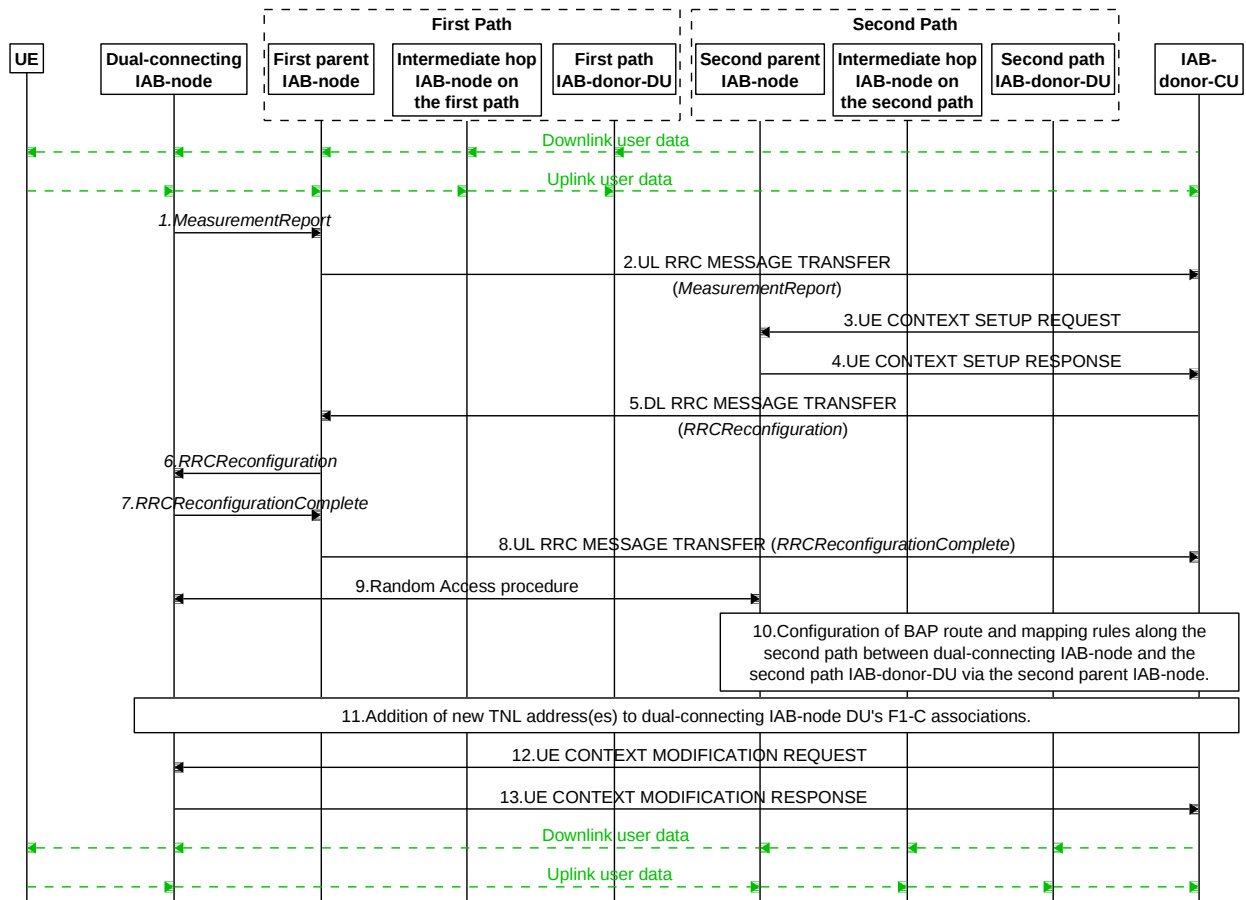 First Path
Second Path
UE
Dual-connecting
IAB-node
First parent
IAB-node
Intermediate hop
IAB-node on
the first path
First path
IAB-donor-DU
Second parent
IAB-node
Intermediate hop
IAB-node on
the second path
Second path
IAB-donor-DU
IAB-
donor-CU
Downlink user data
Uplink user data
1.MeasurementReport
2.UL RRC MESSAGE TRANSFER
(MeasurementReport)
3.UE CONTEXT SETUP REQUEST
4.UE CONTEXT SETUP RESPONSE
5.DL RRC MESSAGE TRANSFER
(RRCReconfiguration)
6.RRCReconfiguration
7.RRCReconfigurationComplete
8.UL RRC MESSAGE TRANSFER (RRCReconfigurationComplete)
9.Random Access procedure
10.Configuration of BAP route and mapping rules along the
second path between dual-connecting IAB-node and the
second path IAB-donor-DU via the second parent IAB-node.
11.Addition of new TNL address(es) to dual-connecting IAB-node DU's F1-C associations.
12.UE CONTEXT MODIFICATION REQUEST
13.UE CONTEXT MODIFICATION RESPONSE
Downlink user data
Uplink user data